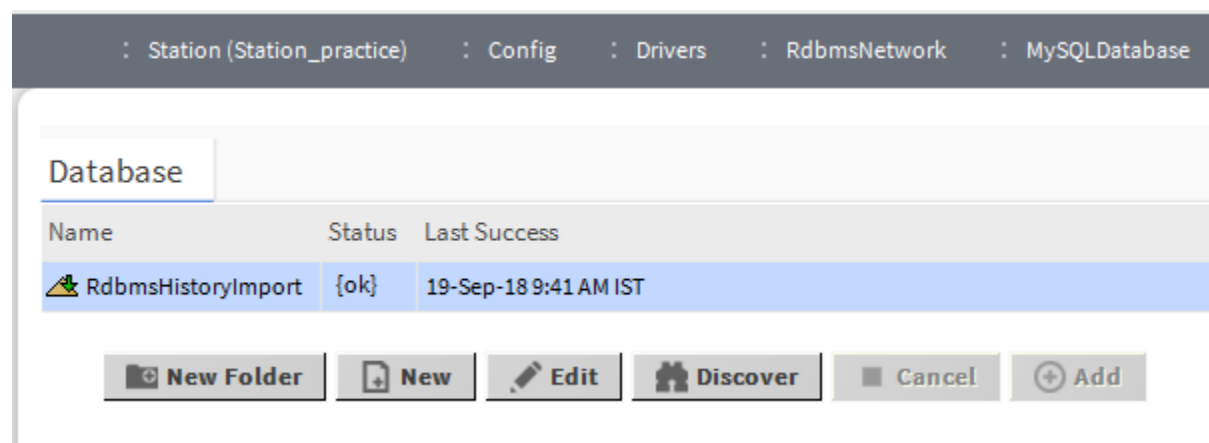 : Station (Station_practice) : Config : Drivers : RdbmsNetwork : MySQLDatabase
Database
Name Status Last Success
RdbmsHistoryImport {ok} 19-Sep-18 9:41 AM IST
New Folder New Edit Discover Cancel Add